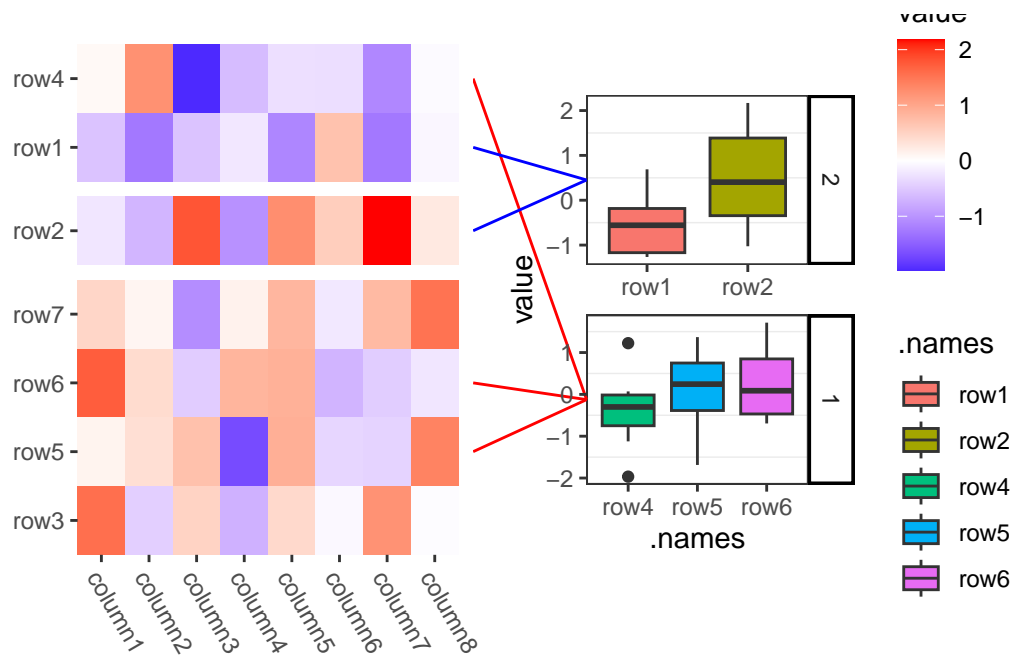 row4
row1
row2
row7
row6
row5
row3
column1
column2
column3
column4
column5
column6
column7
column8
value
2
1
0
−1
2
row1
row2
1
0
−1
−2
1
row4
row5
row6
.names
value
2
1
0
−1
.names
row1
row2
row4
row5
row6